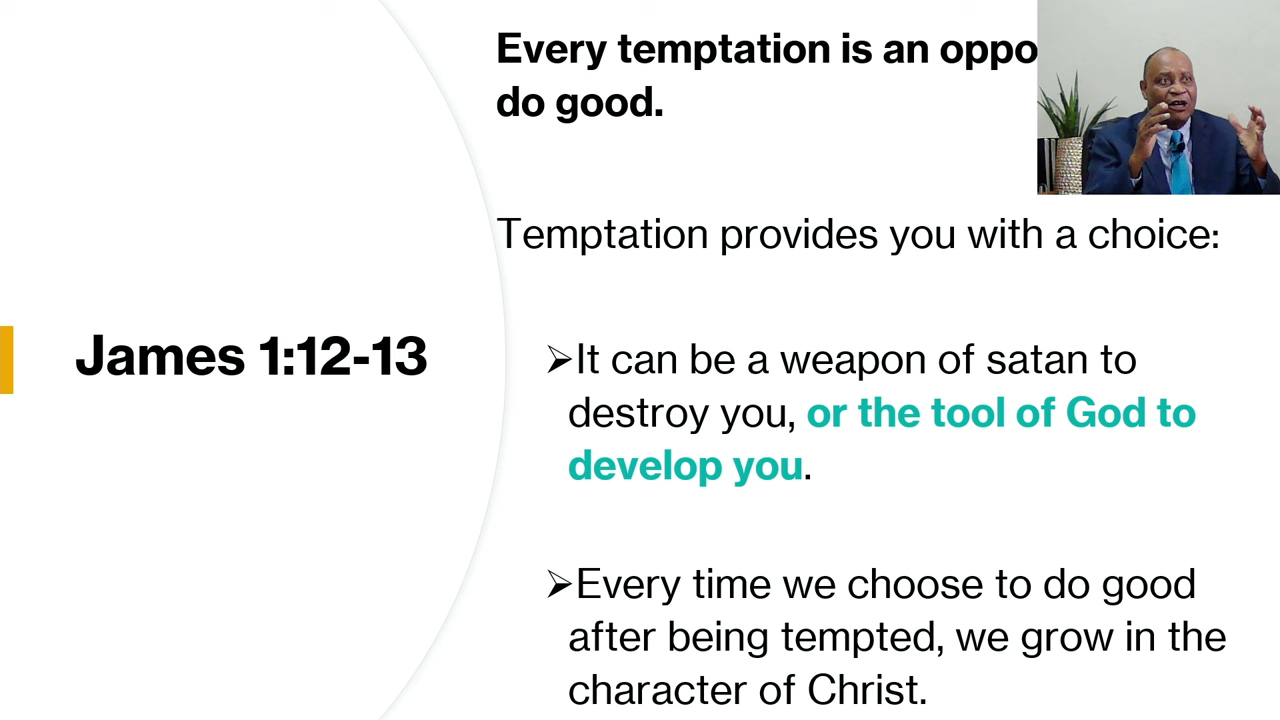 Every temptation is an oppo
do good.
Temptation provides you with a choice:
James 1:12-13
➢It can be a weapon of satan to
destroy you, or the tool of God to
develop you.
➢Every time we choose to do good
after being tempted, we grow in the
character of Christ.